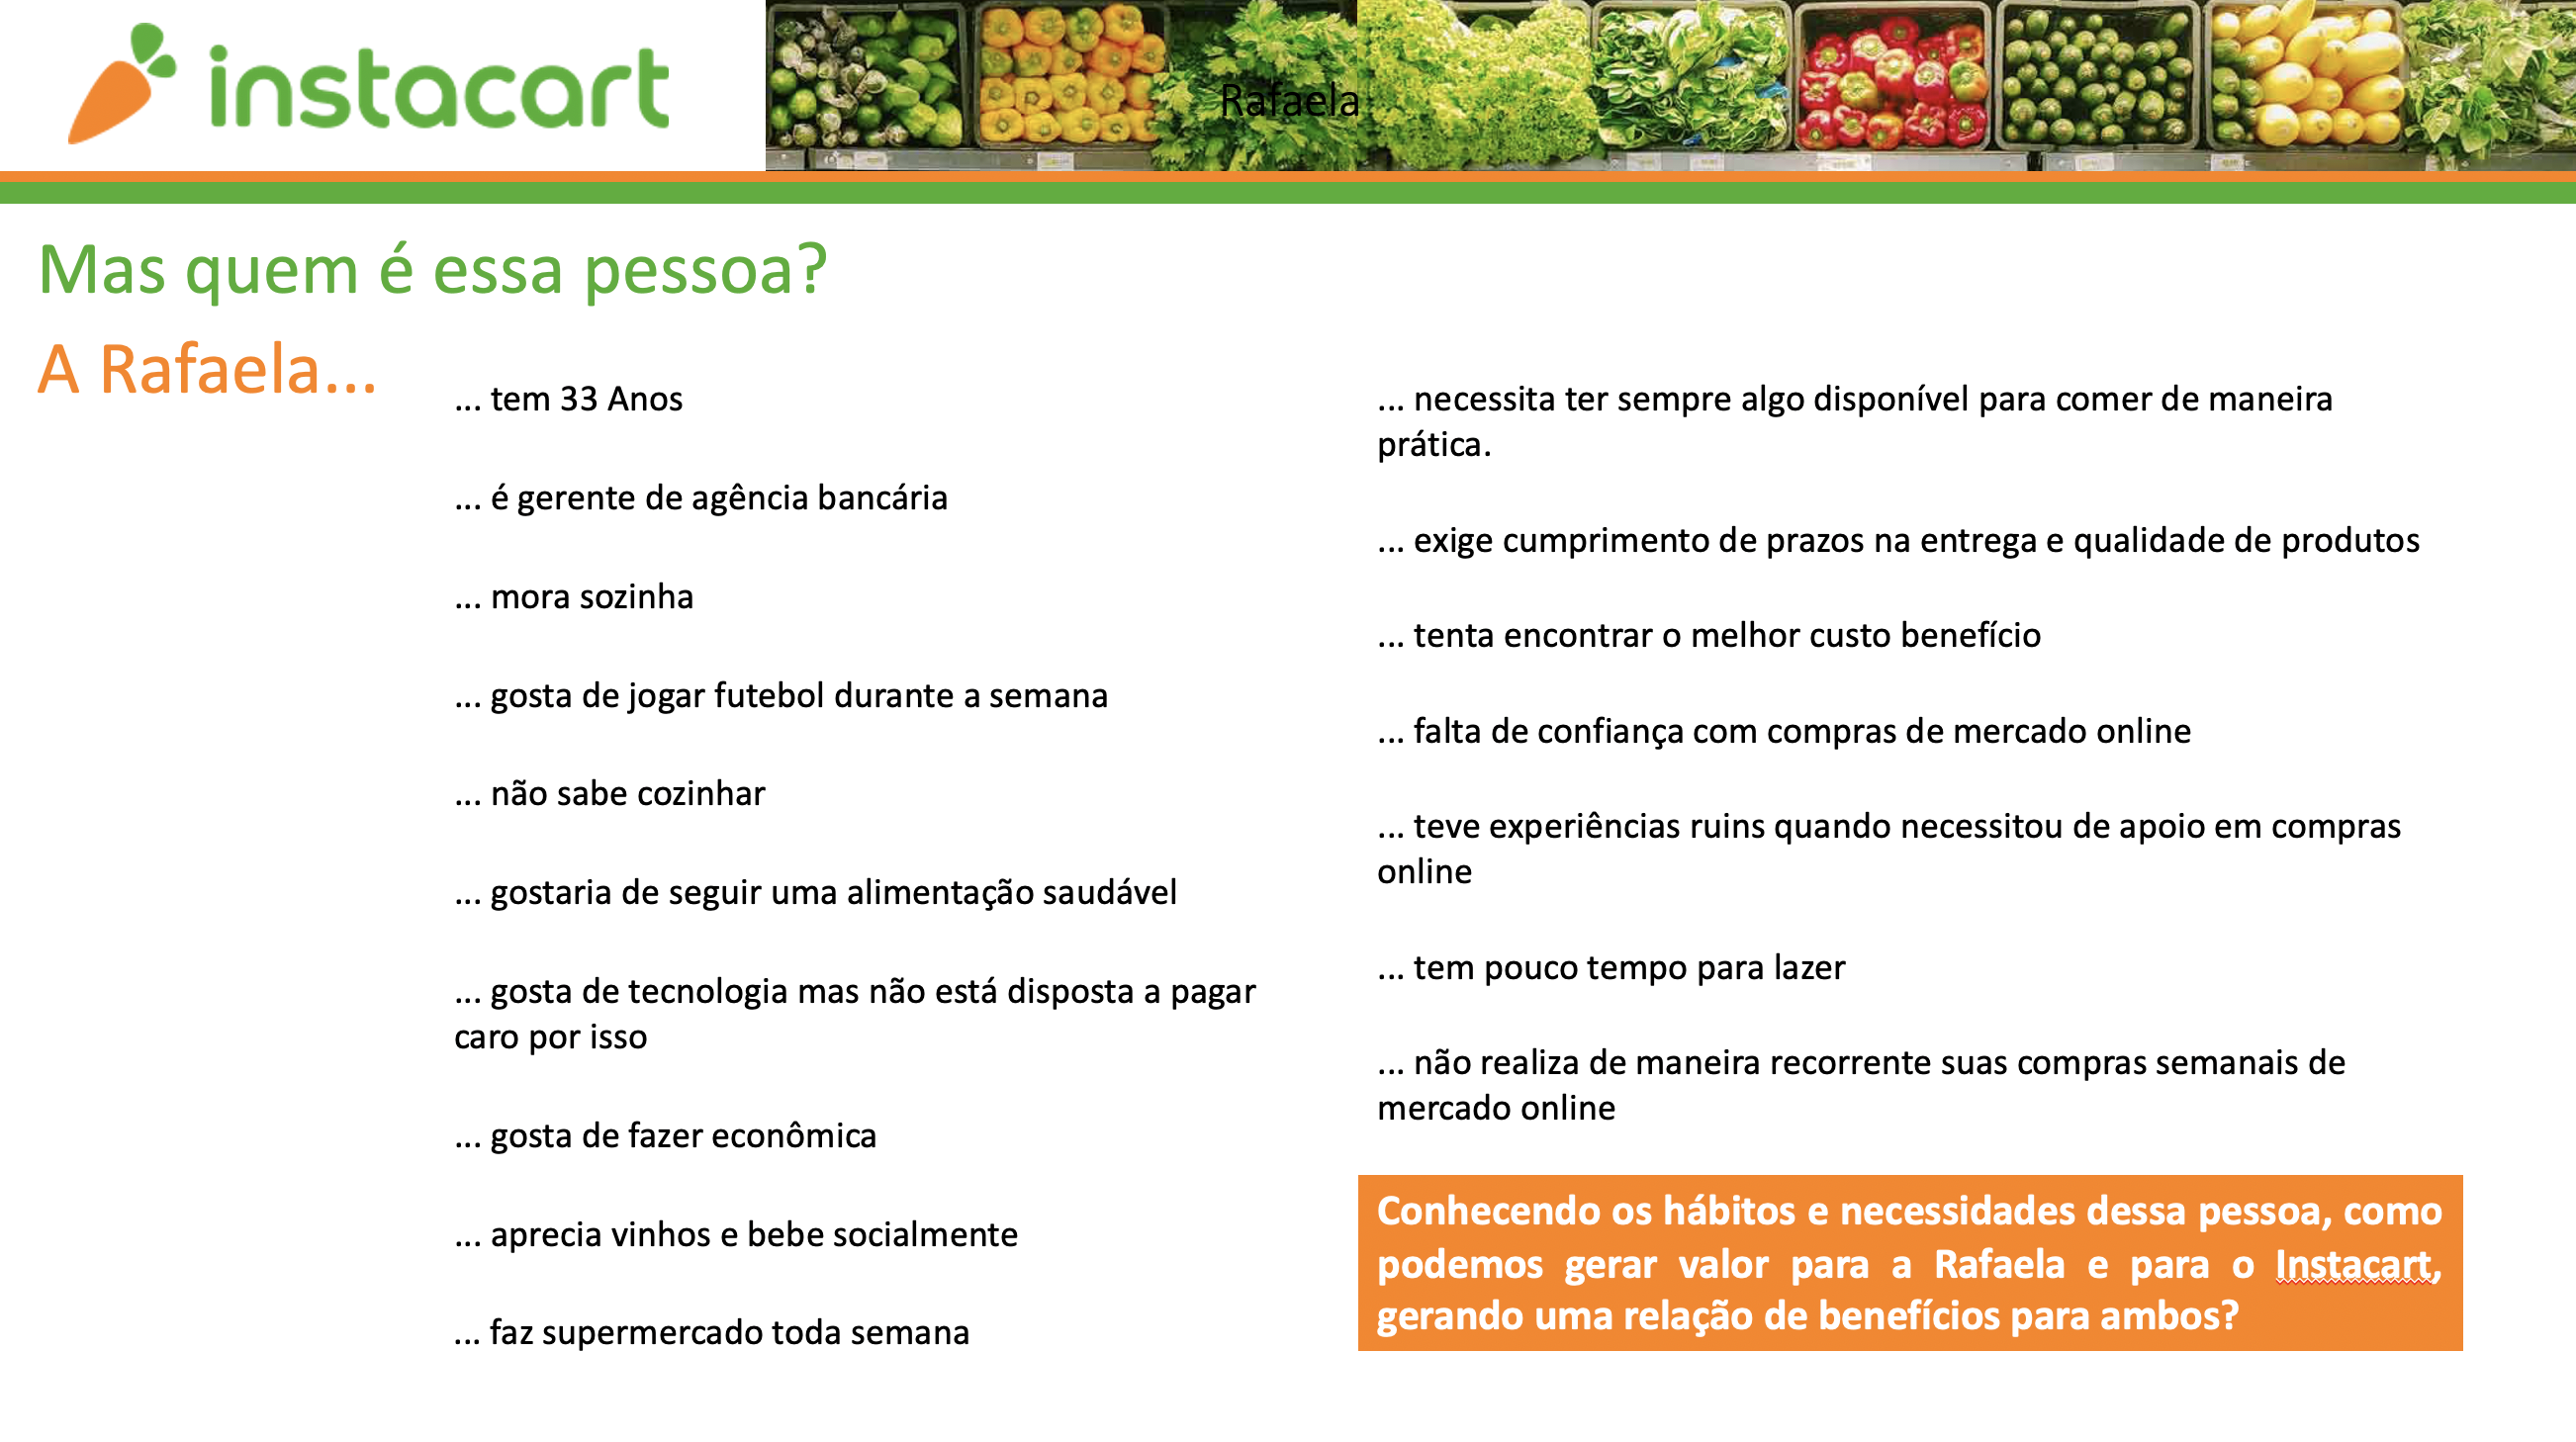 instacart
Rafaela
Mas quem é essa pessoa?
A Rafaela...
... tem 33 Anos
... é gerente de agência bancária
... mora sozinha
... gosta de jogar futebol durante a semana
... não sabe cozinhar
... gostaria de seguir uma alimentação saudável
... gosta de tecnologia mas não está disposta a pagar
caro por isso
... gosta de fazer econômica
... aprecia vinhos e bebe socialmente
... faz supermercado toda semana
... necessita ter sempre algo disponível para comer de maneira
prática.
... exige cumprimento de prazos na entrega e qualidade de produtos
... tenta encontrar o melhor custo benefício
... falta de confiança com compras de mercado online
... teve experiências ruins quando necessitou de apoio em compras
online
... tem pouco tempo para lazer
... não realiza de maneira recorrente suas compras semanais de
mercado online
Conhecendo os hábitos e necessidades dessa pessoa, como
podemos gerar valor para a Rafaela e para o Instacart,
gerando uma relação de benefícios para ambos?